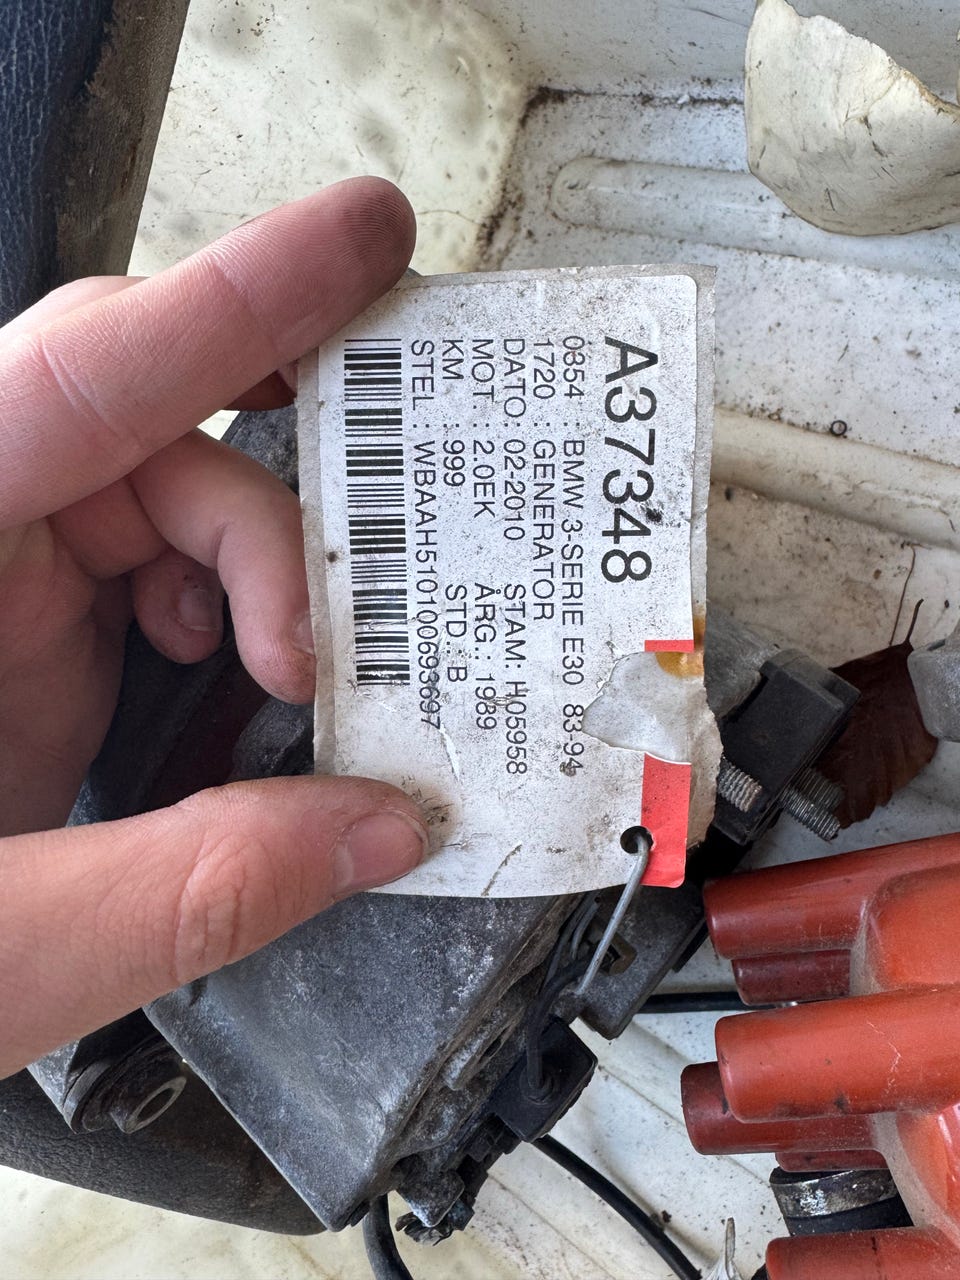 A37348
0354 : BMW 3-SERIE E30 83-94
1720 : GENERATOR
DATO : 02-2010 STAM: H05958
MOT. : 2.0EK ÅRG.: 1989
KM. : 999 STD.: B
STEL : WBAAH510100693697